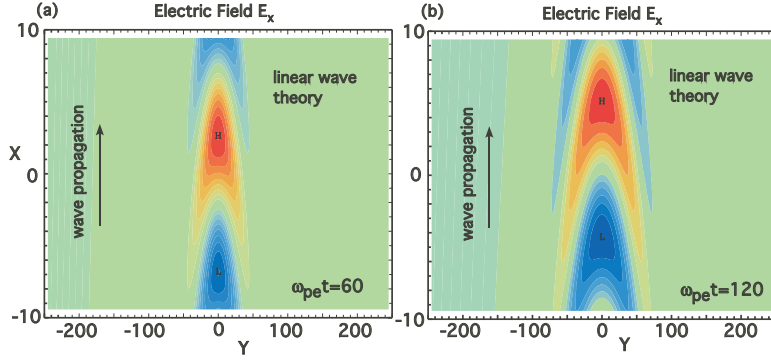 (a) Electric Field Ex
(b) Electric Field Ex
10
linear wave
theory
H
X
wave propagation
0
L
ωpet=60
-10
-200 -100 0 100 200
Y
10
linear wave
theory
H
wave propagation
0
L
ωpet=120
-10
-200 -100 0 100 200
Y